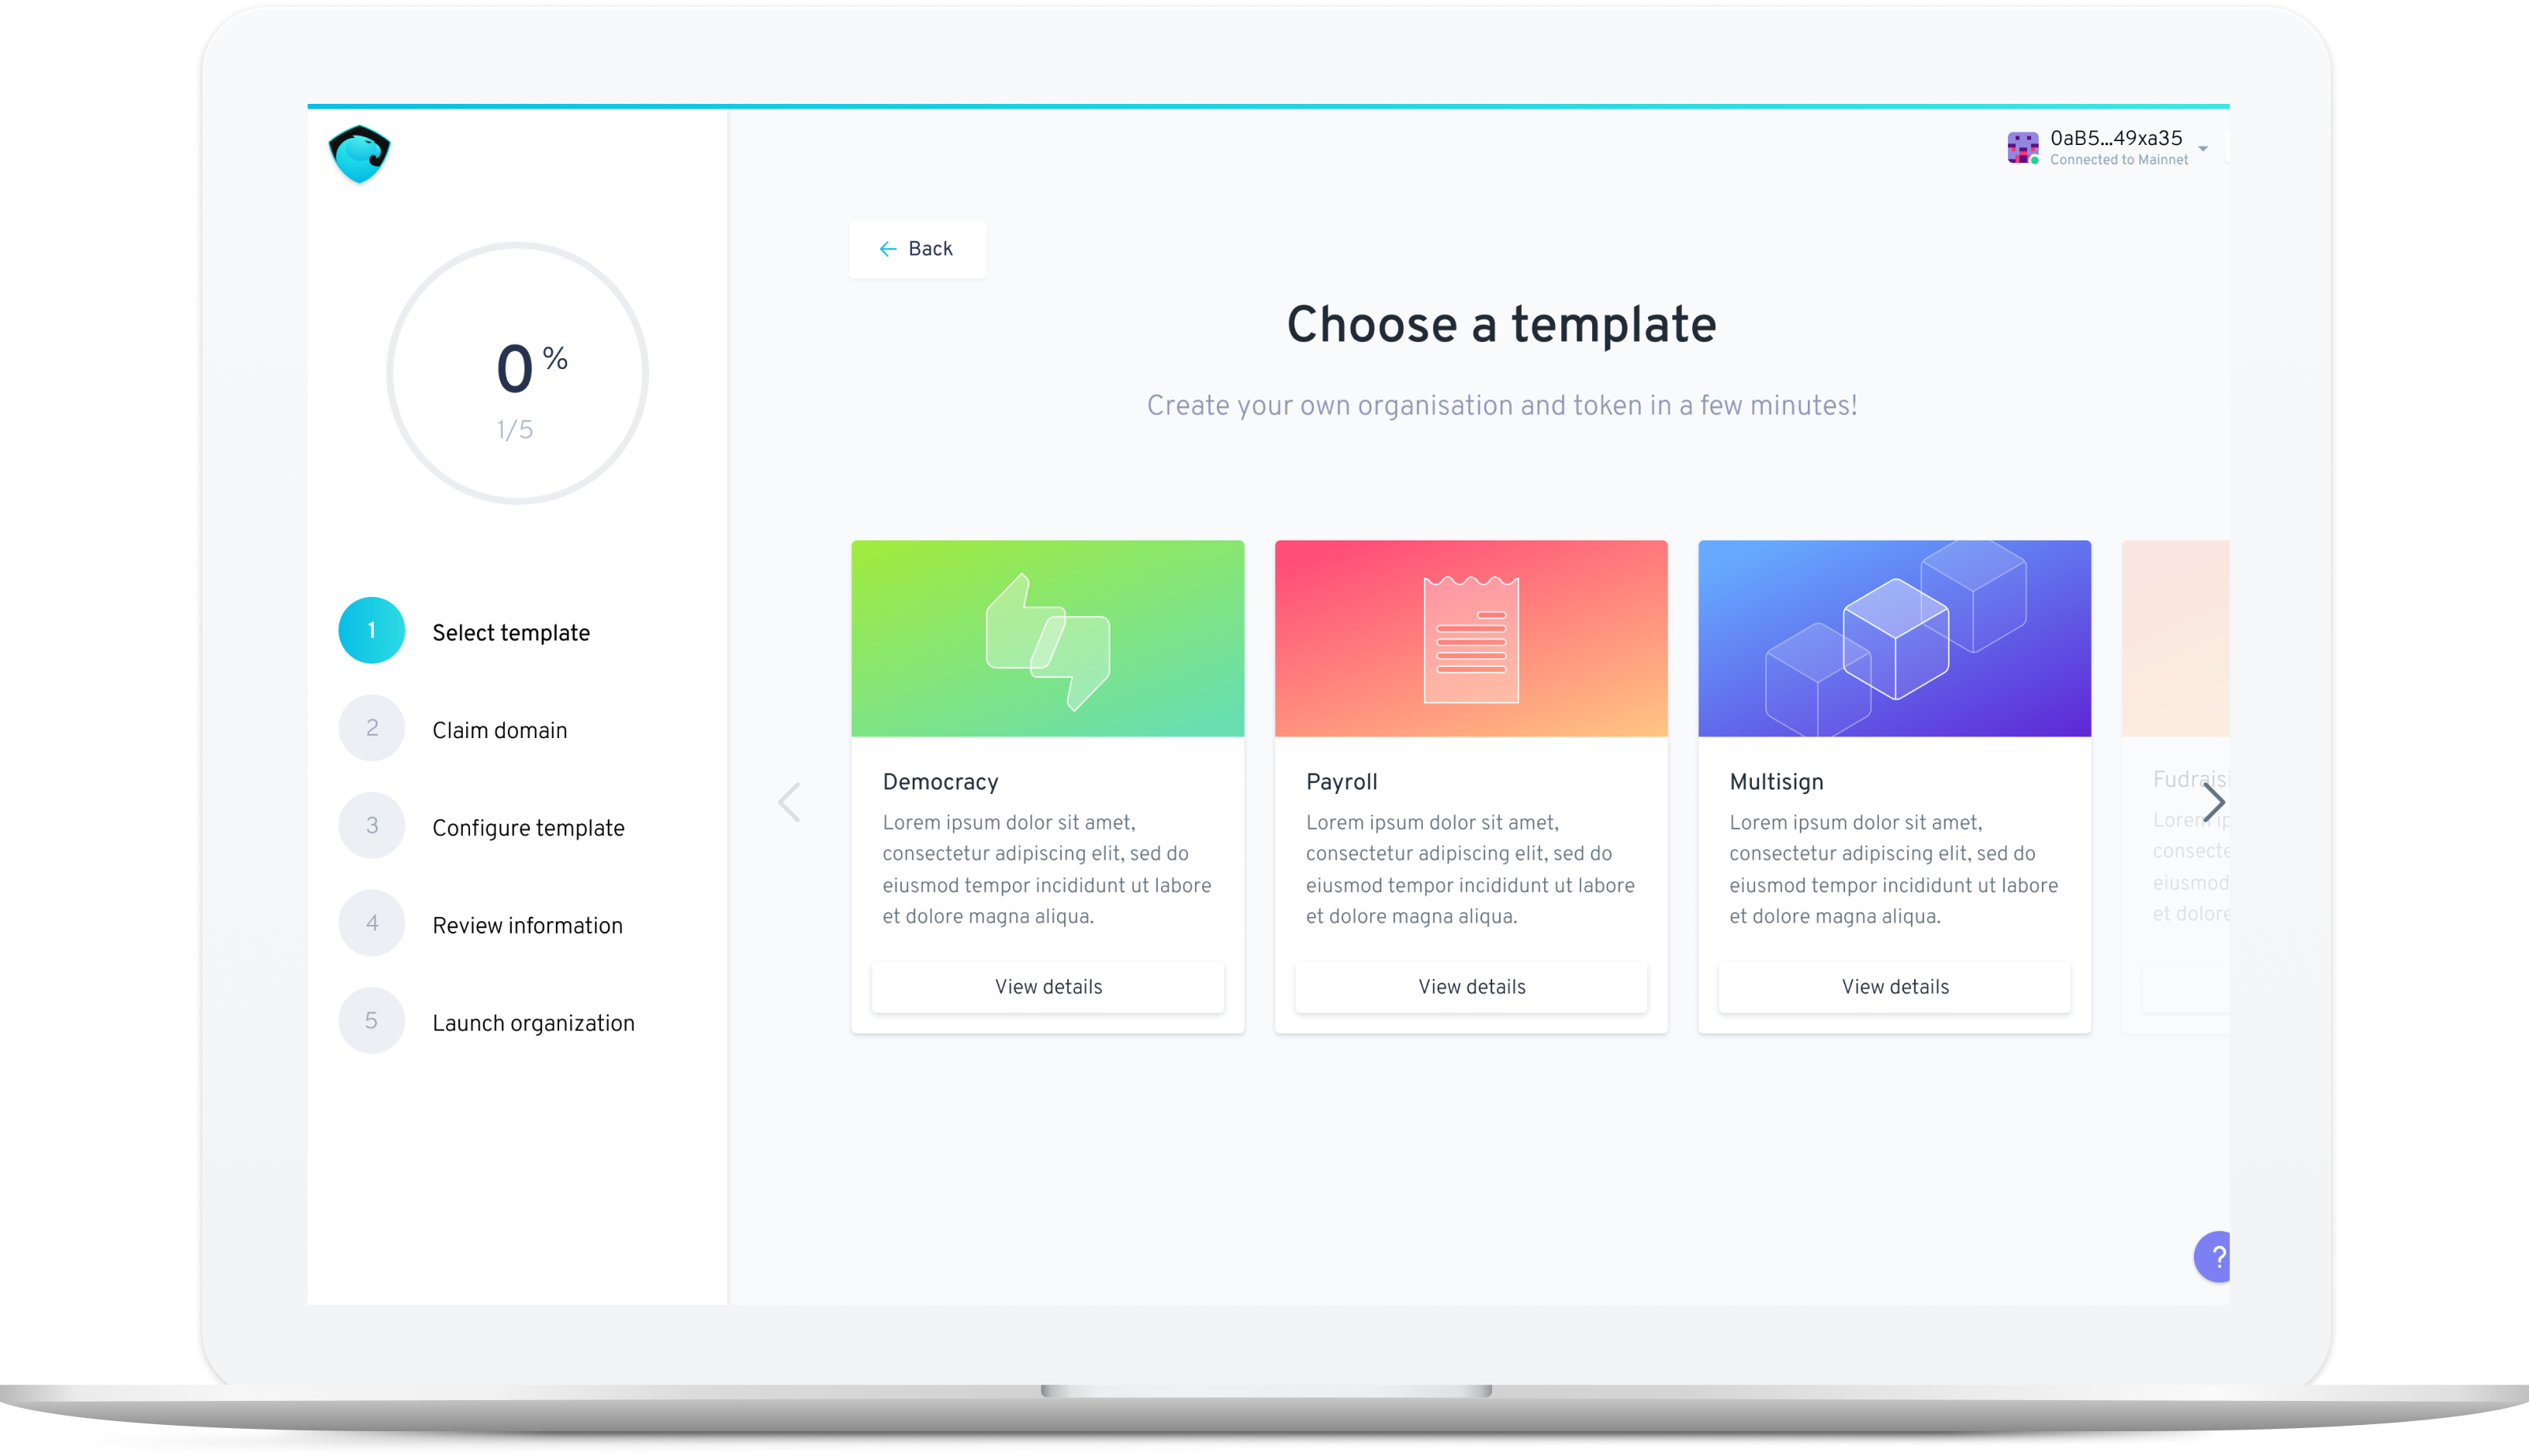 0aB5...49xa35
Connected to Mainnet
Back
Choose a template
Create your own organisation and token in a few minutes!
0 %
1/5
1 Select template
2 Claim domain
3 Configure template
4 Review information
5 Launch organization
Democracy
Lorem ipsum dolor sit amet,
consectetur adipiscing elit, sed do
eiusmod tempor incididunt ut labore
et dolore magna aliqua.
View details
Payroll
Lorem ipsum dolor sit amet,
consectetur adipiscing elit, sed do
eiusmod tempor incididunt ut labore
et dolore magna aliqua.
View details
Multisign
Lorem ipsum dolor sit amet,
consectetur adipiscing elit, sed do
eiusmod tempor incididunt ut labore
et dolore magna aliqua.
View details
Fudraisi
Lorem ip
consecte
eiusmod
et dolore
?